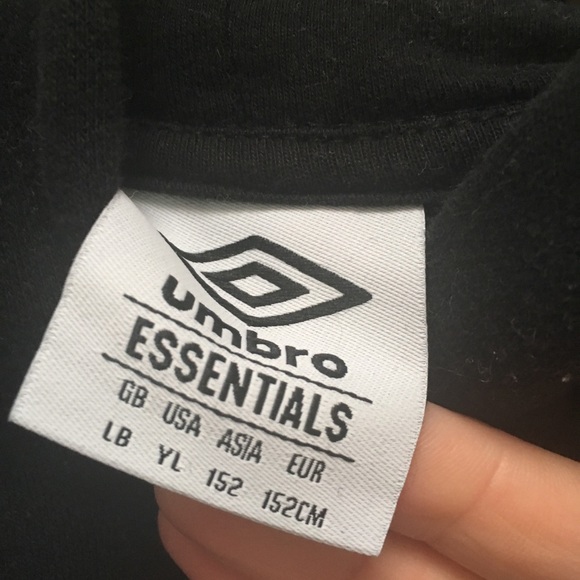 umbro
ESSENTIALS
GB USA ASIA EUR
LB YL 152 152CM